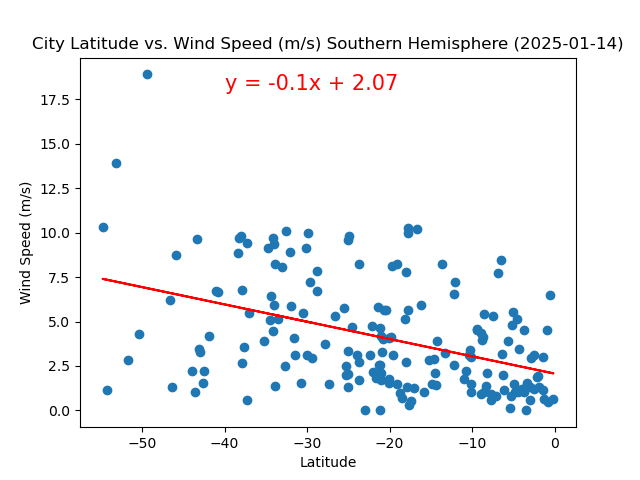 City Latitude vs. Wind Speed (m/s) Southern Hemisphere (2025-01-14)
y = -0.1x + 2.07
17.5
15.0
12.5
10.0
7.5
5.0
2.5
0.0
Wind Speed (m/s)
−50 −40 −30 −20 −10 0
Latitude